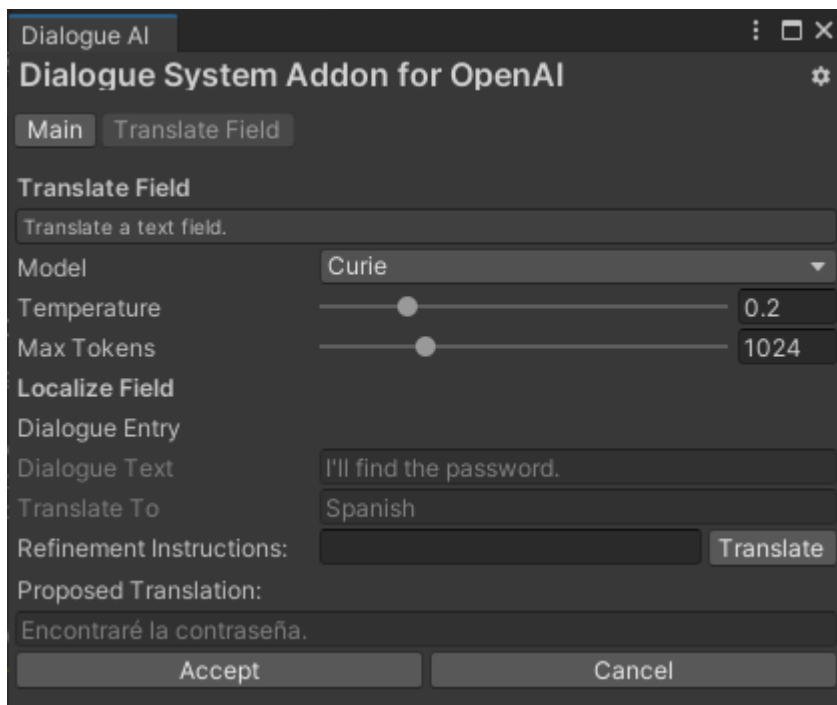 Dialogue AI
Dialogue System Addon for OpenAI
Main Translate Field
Translate Field
Translate a text field.
Model Curie
Temperature 0.2
Max Tokens 1024
Localize Field
Dialogue Entry
Dialogue Text I'll find the password.
Translate To Spanish
Refinement Instructions: Translate
Proposed Translation:
Encontraré la contraseña.
Accept Cancel